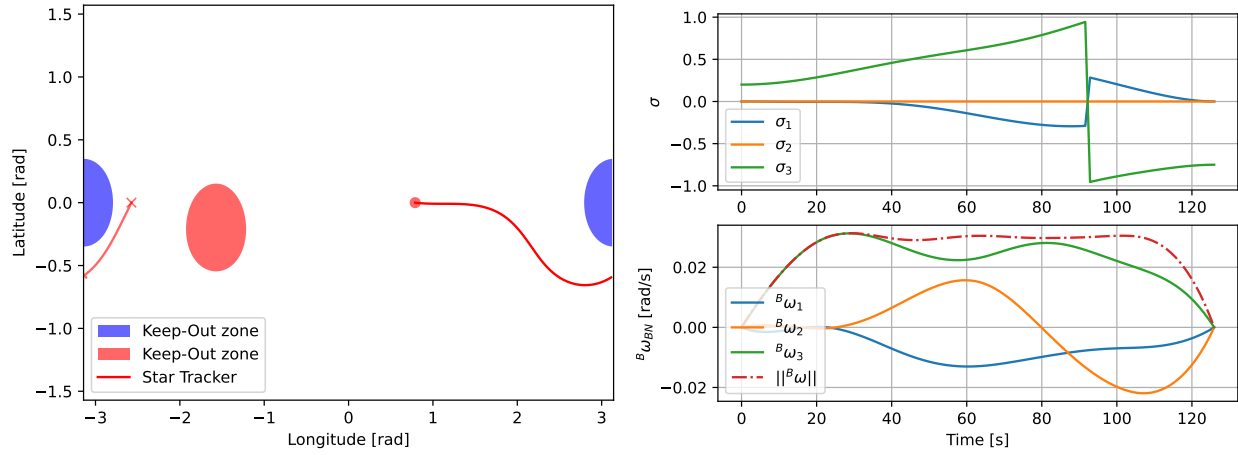 1.5
1.0
0.5
0.0
−0.5
−1.0
−1.5
Latitude [rad]
Keep-Out zone
Keep-Out zone
Star Tracker
−3 −2 −1 0 1 2 3
Longitude [rad]
1.0
0.5
0.0
−0.5
−1.0
σ
σ₁
σ₂
σ₃
0 20 40 60 80 100 120
0.02
0.00
−0.02
ᴮω_BN [rad/s]
ᴮω₁
ᴮω₂
ᴮω₃
||ᴮω||
0 20 40 60 80 100 120
Time [s]